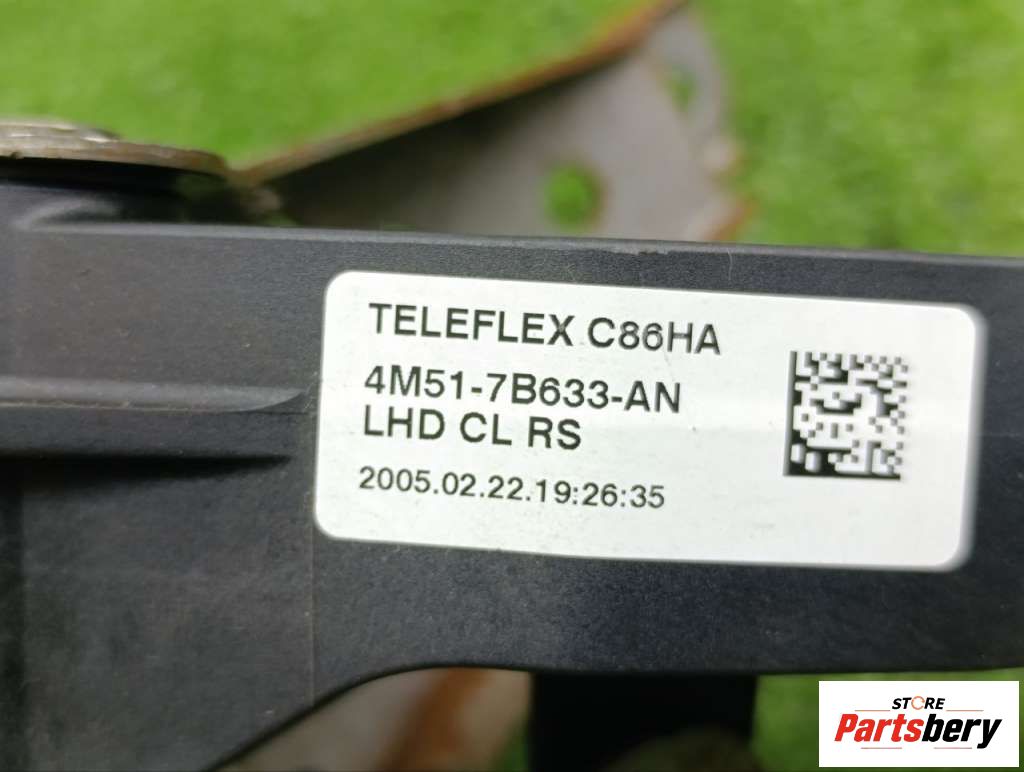 TELEFLEX C86HA
4M51-7B633-AN
LHD CL RS
2005.02.22.19:26:35
STORE
Partsbery